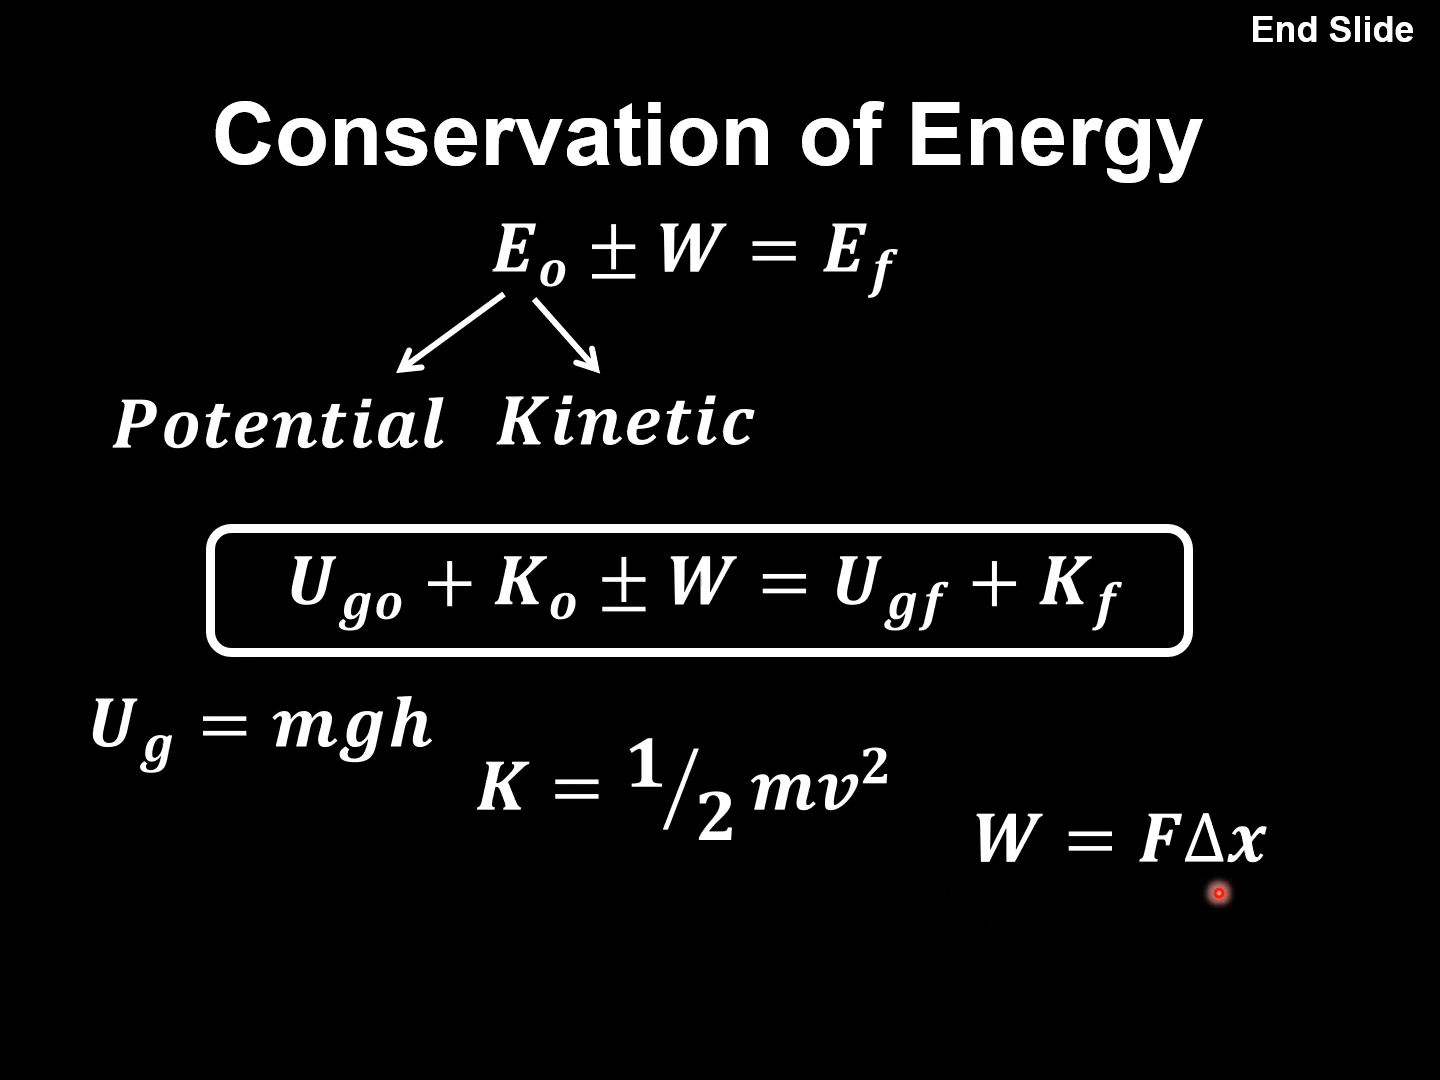 End Slide
Conservation of Energy
E_o ± W = E_f
Potential Kinetic
U_go + K_o ± W = U_gf + K_f
U_g = mgh
K = 1/2 mv²
W = FΔx